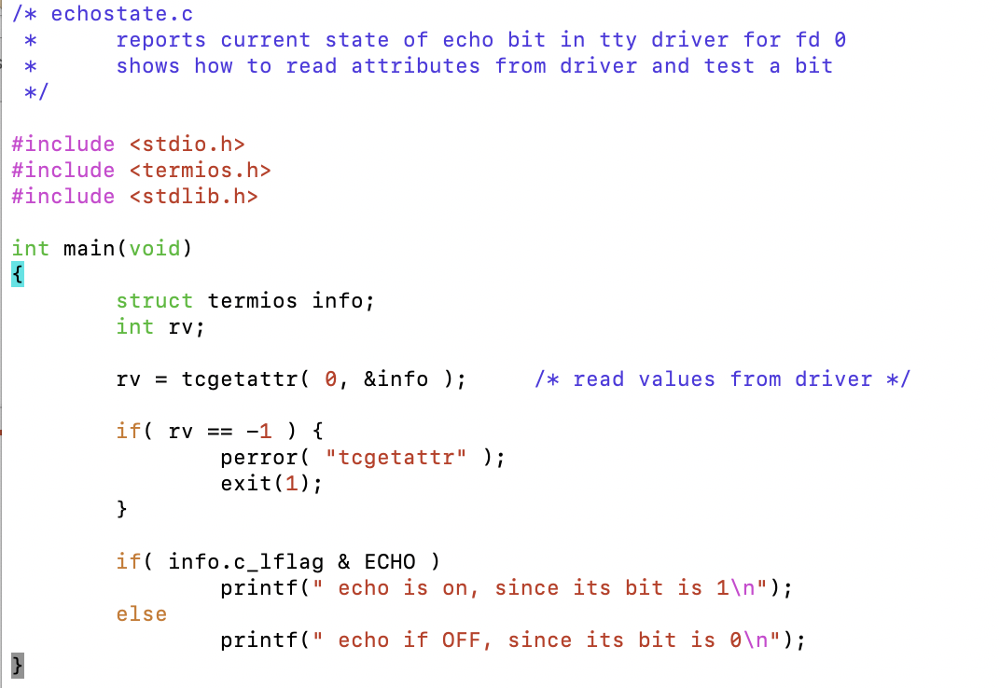 /* echostate.c
 *      reports current state of echo bit in tty driver for fd 0
 *      shows how to read attributes from driver and test a bit
 */

#include <stdio.h>
#include <termios.h>
#include <stdlib.h>

int main(void)
{
        struct termios info;
        int rv;

        rv = tcgetattr( 0, &info );     /* read values from driver */

        if( rv == -1 ) {
                perror( "tcgetattr" );
                exit(1);
        }

        if( info.c_lflag & ECHO )
                printf(" echo is on, since its bit is 1\n");
        else
                printf(" echo if OFF, since its bit is 0\n");
}